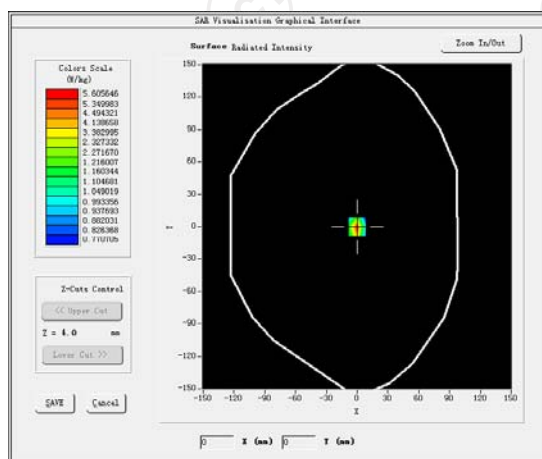 SAR Visualisation Graphical Interface
Surface Radiated Intensity
Zoom In/Out
Colors Scale
(W/kg)
5.605646
5.349983
4.494321
4.138658
3.382995
2.327332
2.271670
1.216007
1.160344
1.104681
1.049019
0.993356
0.937693
0.882031
0.826368
0.770705
150
120
90
60
30
0
-30
-60
-90
-120
-150
Y
-150 -120 -90 -60 -30 0 30 60 90 120 150
X
Z-Cuts Control
<< Upper Cut
Z = 4.0 mm
Lower Cut >>
SAVE
Cancel
0 X (mm) 0 Y (mm)